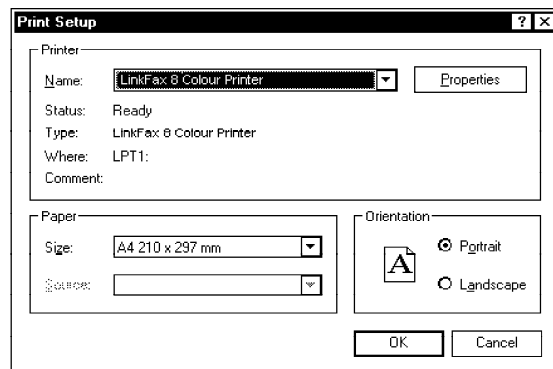 Print Setup
Printer
Name: LinkFax 8 Colour Printer Properties
Status: Ready
Type: LinkFax 8 Colour Printer
Where: LPT1:
Comment:
Paper
Size: A4 210 x 297 mm
Source:
Orientation
A
Portrait
Landscape
OK Cancel